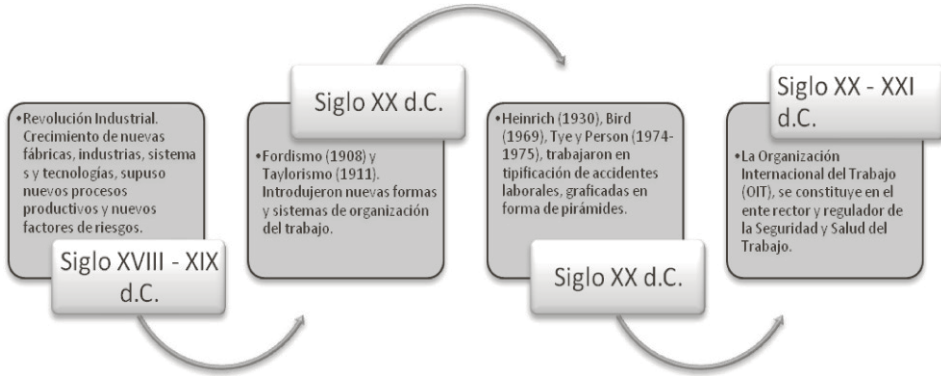 •Revolución Industrial.
Crecimiento de nuevas
fábricas, industrias, sistema
s y tecnologías, supuso
nuevos procesos
productivos y nuevos
factores de riesgos.
Siglo XVIII - XIX
d.C.
Siglo XX d.C.
•Fordismo (1908) y
Taylorismo (1911).
Introdujeron nuevas formas
y sistemas de organización
del trabajo.
•Heinrich (1930), Bird
(1969), Tye y Person (1974-
1975), trabajaron en
tipificación de accidentes
laborales, graficadas en
forma de pirámides.
Siglo XX d.C.
Siglo XX - XXI
d.C.
•La Organización
Internacional del Trabajo
(OIT), se constituye en el
ente rector y regulador de
la Seguridad y Salud del
Trabajo.